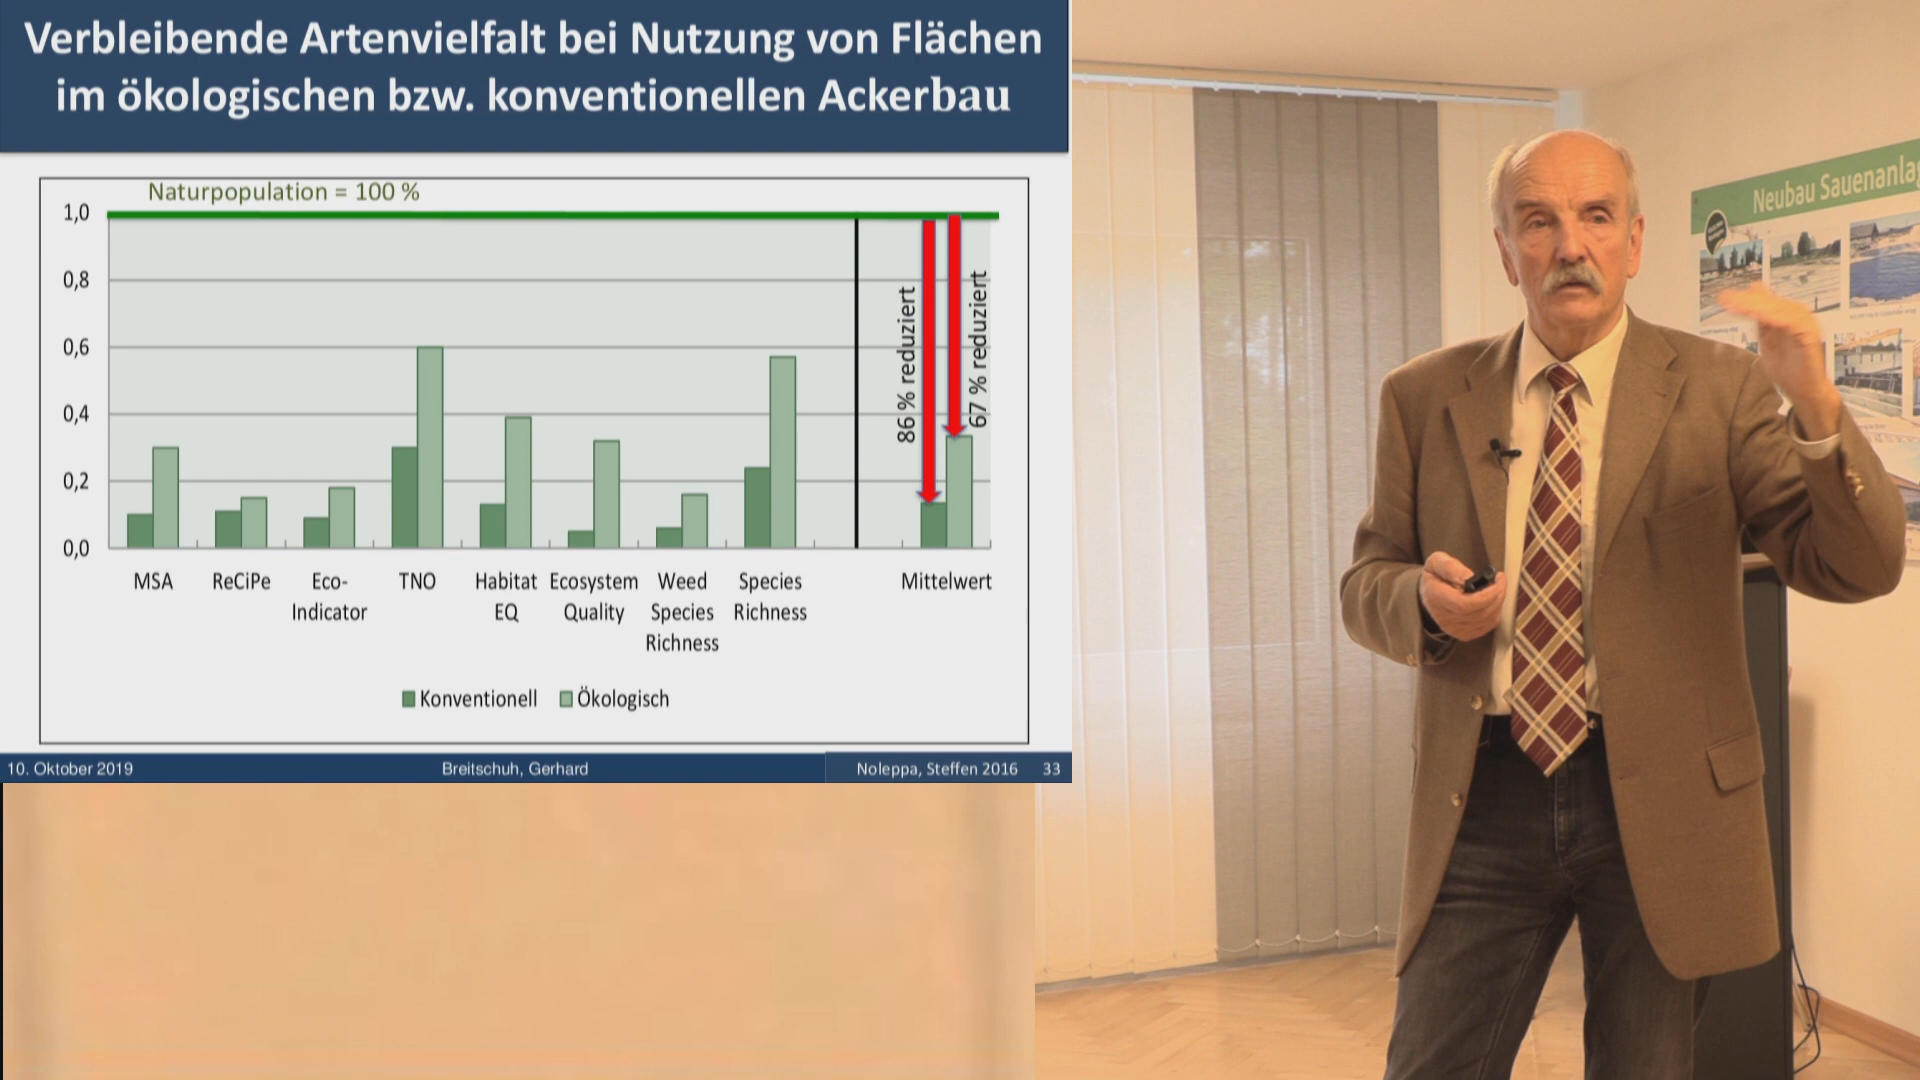 Verbleibende Artenvielfalt bei Nutzung von Flächen
im ökologischen bzw. konventionellen Ackerbau
Naturpopulation = 100 %
1,0
0,8
0,6
0,4
0,2
0,0
86 % reduziert
67 % reduziert
MSA
ReCiPe
Eco-
Indicator
TNO
Habitat
EQ
Ecosystem
Quality
Weed
Species
Richness
Species
Richness
Mittelwert
Konventionell
Ökologisch
10. Oktober 2019
Breitschuh, Gerhard
Noleppa, Steffen 2016
33
Neubau